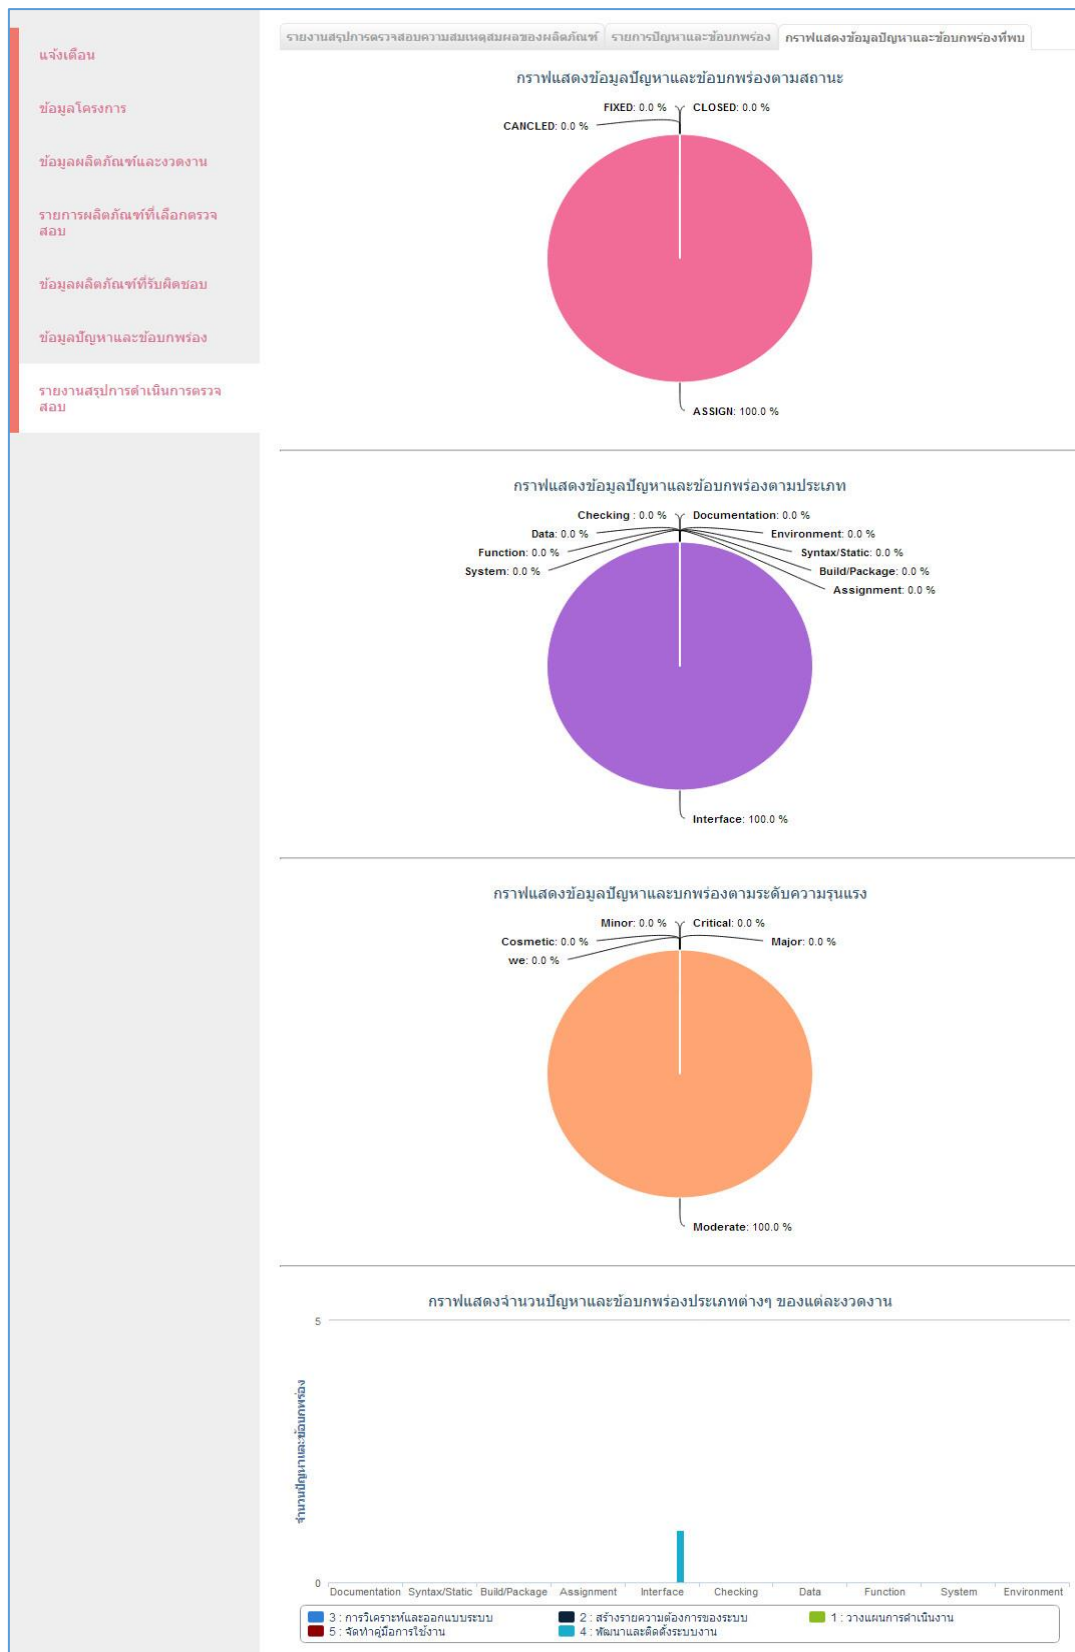 แจ้งเตือน
ข้อมูลโครงการ
ข้อมูลผลิตภัณฑ์และงวดงาน
รายการผลิตภัณฑ์ที่เลือกตรวจ
สอบ
ข้อมูลผลิตภัณฑ์ที่รับผิดชอบ
ข้อมูลปัญหาและข้อบกพร่อง
รายงานสรุปการดำเนินการตรวจ
สอบ
รายงานสรุปการตรวจสอบความสมเหตุสมผลของผลิตภัณฑ์ รายการปัญหาและข้อบกพร่อง กราฟแสดงข้อมูลปัญหาและข้อบกพร่องที่พบ
กราฟแสดงข้อมูลปัญหาและข้อบกพร่องตามสถานะ
FIXED: 0.0 % CLOSED: 0.0 %
CANCLED: 0.0 %
ASSIGN: 100.0 %
กราฟแสดงข้อมูลปัญหาและข้อบกพร่องตามประเภท
Checking : 0.0 % Documentation: 0.0 %
Data: 0.0 % Environment: 0.0 %
Function: 0.0 % Syntax/Static: 0.0 %
System: 0.0 % Build/Package: 0.0 %
Assignment: 0.0 %
Interface: 100.0 %
กราฟแสดงข้อมูลปัญหาและบกพร่องตามระดับความรุนแรง
Minor: 0.0 % Critical: 0.0 %
Cosmetic: 0.0 % Major: 0.0 %
we: 0.0 %
Moderate: 100.0 %
กราฟแสดงจำนวนปัญหาและข้อบกพร่องประเภทต่างๆ ของแต่ละงวดงาน
5
จำนวนปัญหาและข้อบกพร่อง
0
Documentation Syntax/Static Build/Package Assignment Interface Checking Data Function System Environment
3 : การวิเคราะห์และออกแบบระบบ 2 : สร้างรายความต้องการของระบบ 1 : วางแผนการดำเนินงาน
5 : จัดทำคู่มือการใช้งาน 4 : พัฒนาและติดตั้งระบบงาน